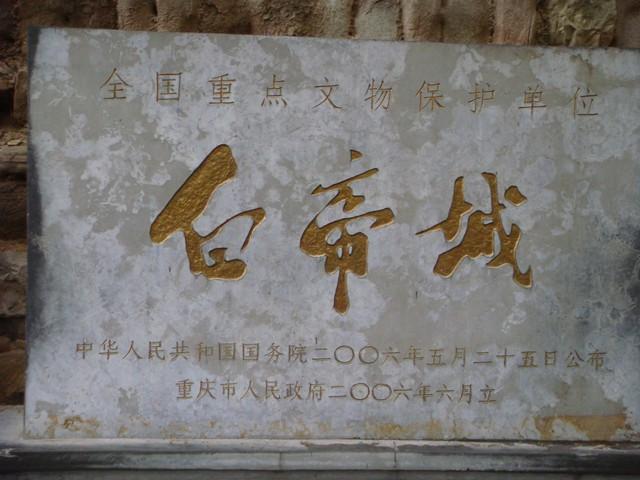 全国重点文物保护单位
白帝城
中华人民共和国国务院二〇〇六年五月二十五日公布
重庆市人民政府二〇〇六年六月立